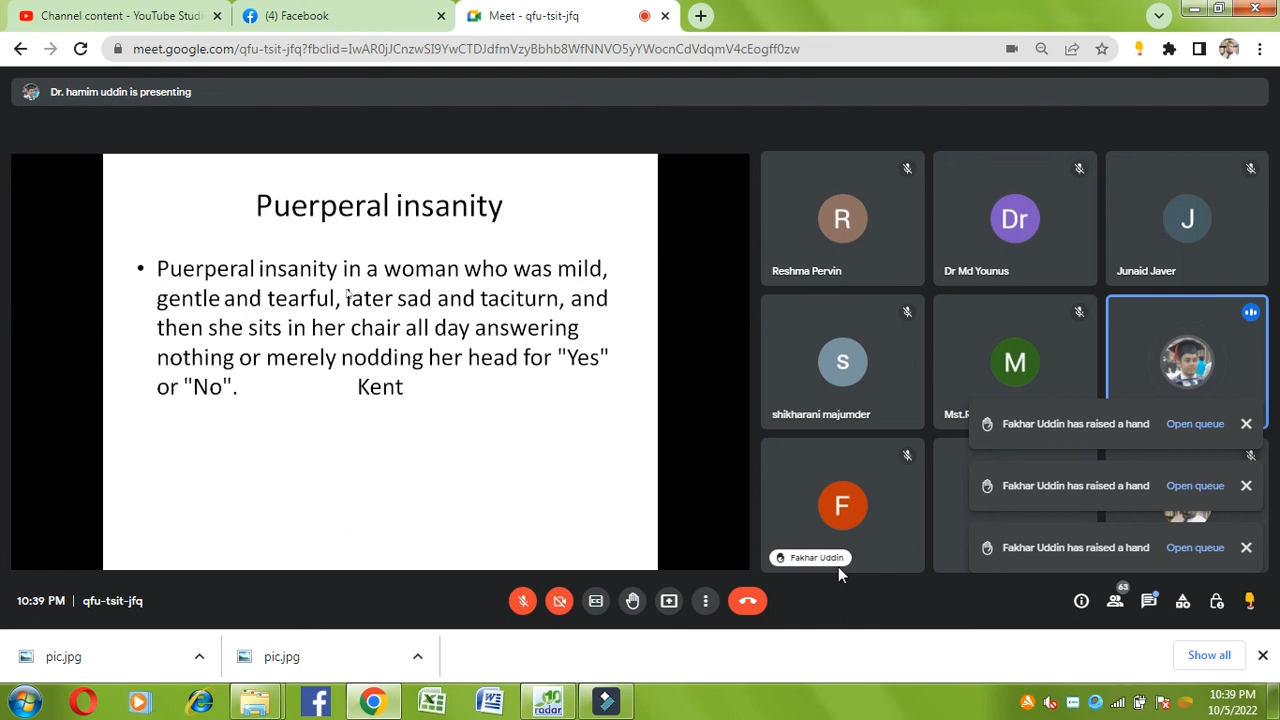 Channel content - YouTube Studi
(4) Facebook
Meet - qfu-tsit-jfq
meet.google.com/qfu-tsit-jfq?fbclid=IwAR0jJCnzwSI9YwCTDJdfmVzyBbhb8WfNNVO5yYWocnCdVdqmV4cEogff0zw
Dr. hamim uddin is presenting
Puerperal insanity
• Puerperal insanity in a woman who was mild,
gentle and tearful, later sad and taciturn, and
then she sits in her chair all day answering
nothing or merely nodding her head for "Yes"
or "No". Kent
R
Reshma Pervin
Dr
Dr Md Younus
J
Junaid Javer
s
shikharani majumder
M
Mst.R
F
Fakhar Uddin
Fakhar Uddin has raised a hand Open queue
Fakhar Uddin has raised a hand Open queue
Fakhar Uddin has raised a hand Open queue
10:39 PM | qfu-tsit-jfq
63
pic.jpg
pic.jpg
Show all
10
radar
10:39 PM
10/5/2022